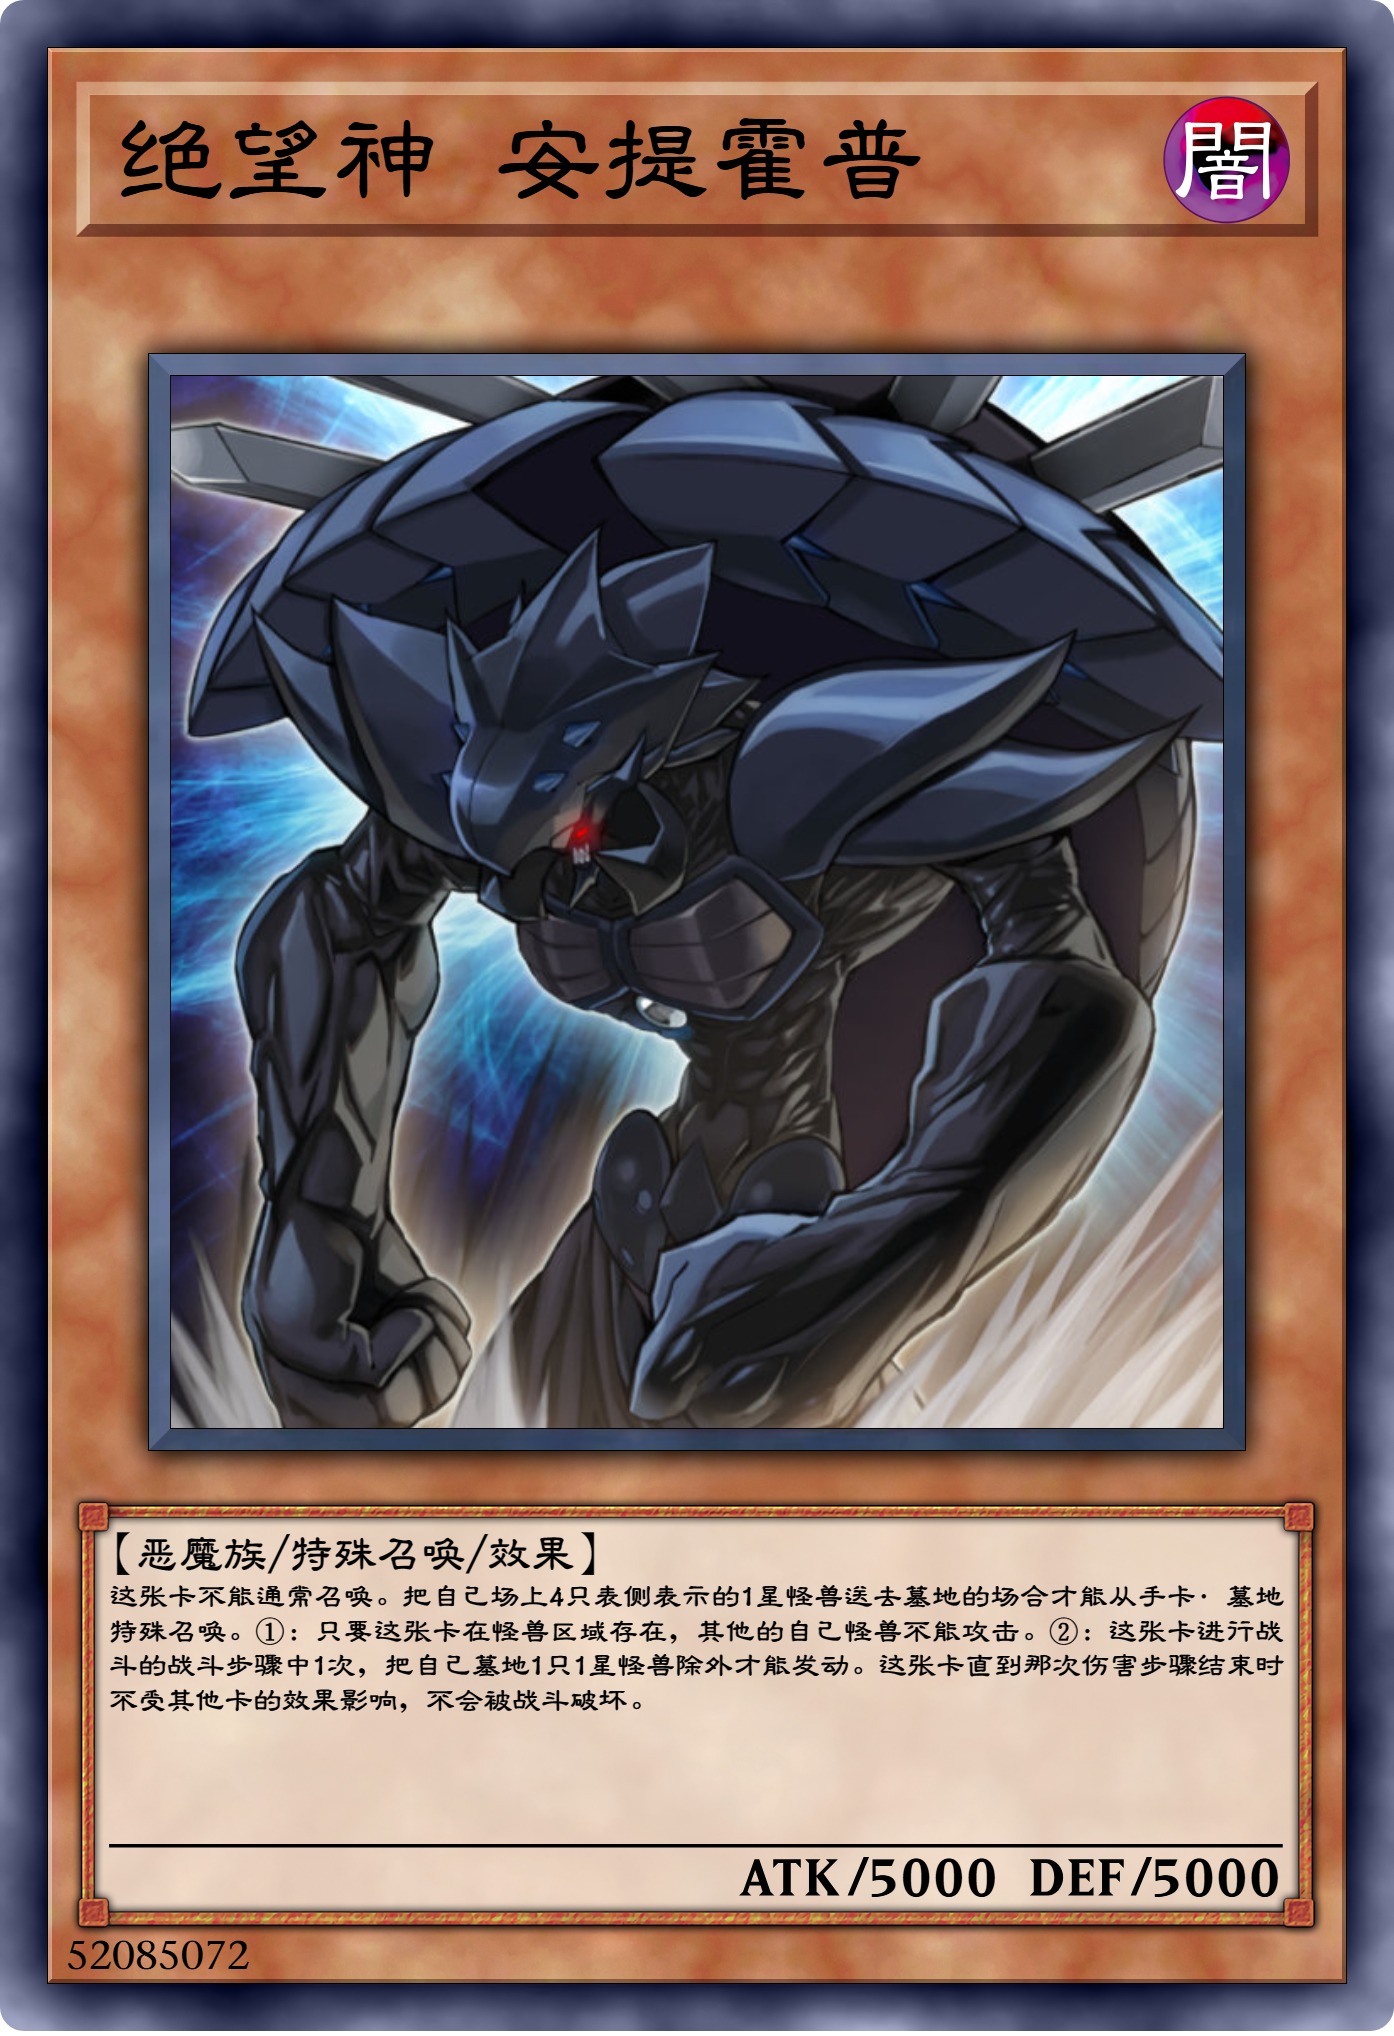 绝望神 安提霍普
闇
【恶魔族/特殊召唤/效果】
这张卡不能通常召唤。把自己场上4只表侧表示的1星怪兽送去墓地的场合才能从手卡·墓地
特殊召唤。①：只要这张卡在怪兽区域存在，其他的自己怪兽不能攻击。②：这张卡进行战
斗的战斗步骤中1次，把自己墓地1只1星怪兽除外才能发动。这张卡直到那次伤害步骤结束时
不受其他卡的效果影响，不会被战斗破坏。
ATK/5000 DEF/5000
52085072